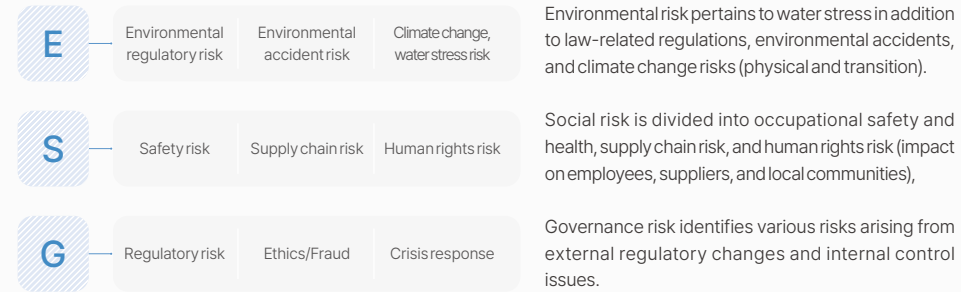 E
Environmental
regulatory risk
Environmental
accident risk
Climate change,
water stress risk
Environmental risk pertains to water stress in addition
to law-related regulations, environmental accidents,
and climate change risks (physical and transition).
S
Safety risk
Supply chain risk
Human rights risk
Social risk is divided into occupational safety and
health, supply chain risk, and human rights risk (impact
on employees, suppliers, and local communities),
G
Regulatory risk
Ethics/Fraud
Crisis response
Governance risk identifies various risks arising from
external regulatory changes and internal control
issues.